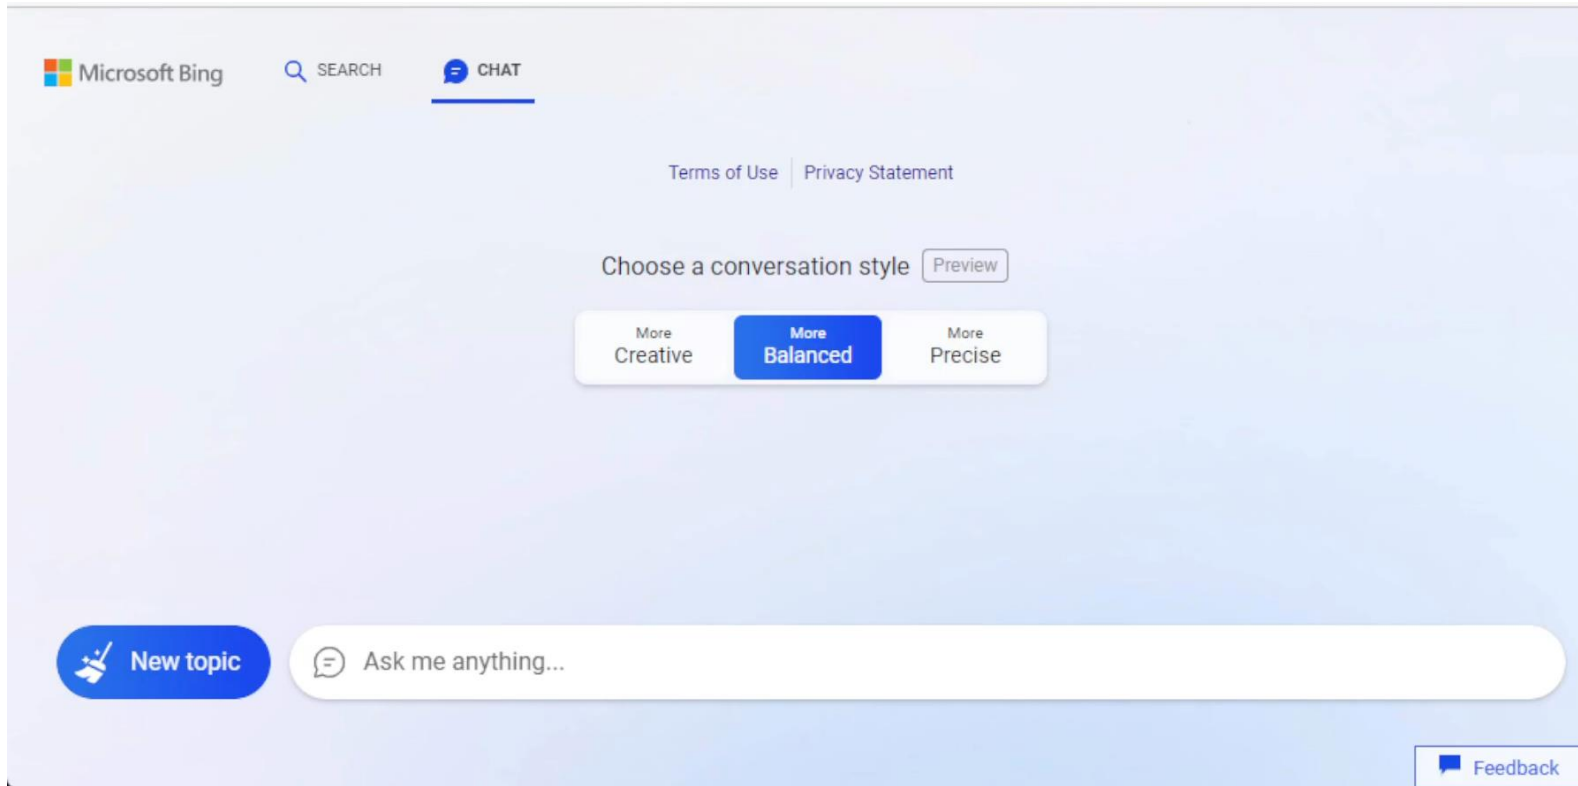 Microsoft Bing
SEARCH
CHAT
Terms of Use
Privacy Statement
Choose a conversation style
Preview
More
Creative
More
Balanced
More
Precise
New topic
Ask me anything...
Feedback